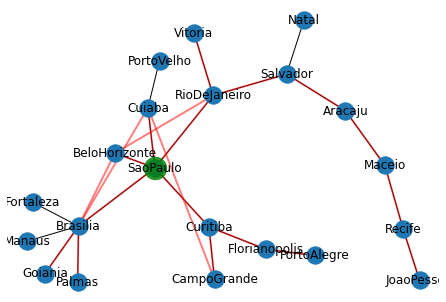 Natal
Vitoria
PortoVelho
Salvador
RioDeJaneiro
Cuiaba
Aracaju
BeloHorizonte
SaoPaulo
Maceio
Fortaleza
Brasilia
Curitiba
Recife
Manaus
Florianopolis
PortoAlegre
Goiania
Palmas
CampoGrande
JoaoPesso